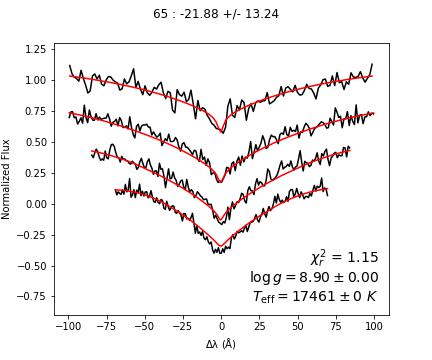 65 : -21.88 +/- 13.24
Normalized Flux
1.25
1.00
0.75
0.50
0.25
0.00
−0.25
−0.50
−0.75
χ²ᵣ = 1.15
log g = 8.90 ± 0.00
T_eff = 17461 ± 0 K
−100 −75 −50 −25 0 25 50 75 100
Δλ (Å)